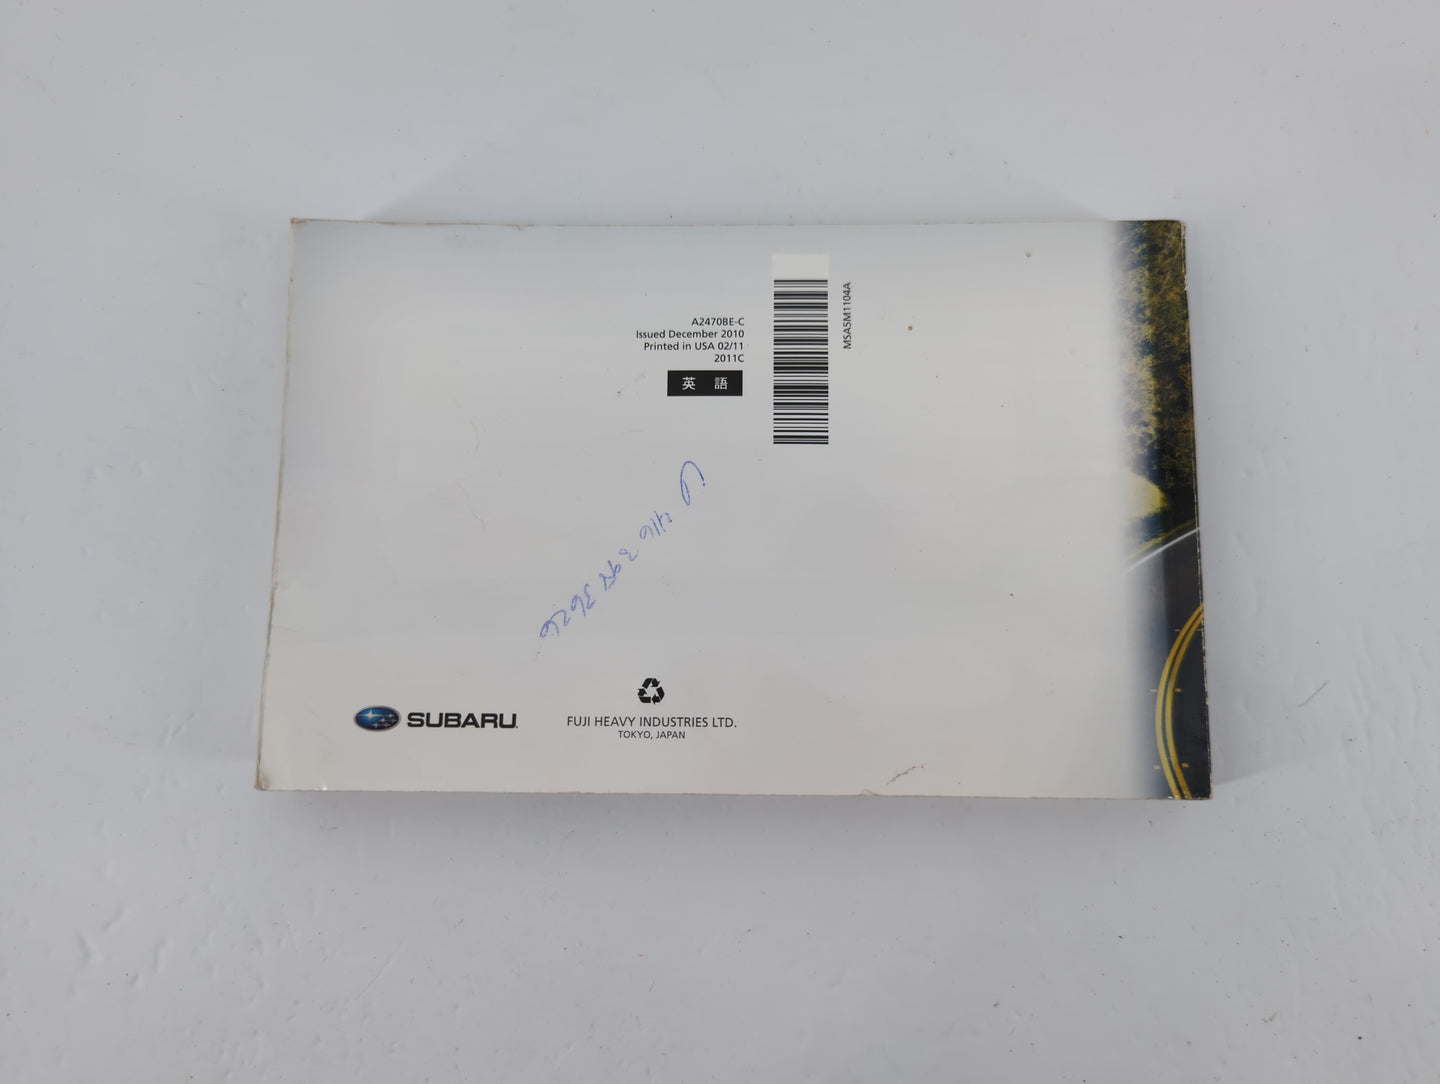 A2470BE-C
Issued December 2010
Printed in USA 02/11
2011C
英 語
MSA5M1104A
SUBARU
FUJI HEAVY INDUSTRIES LTD.
TOKYO, JAPAN